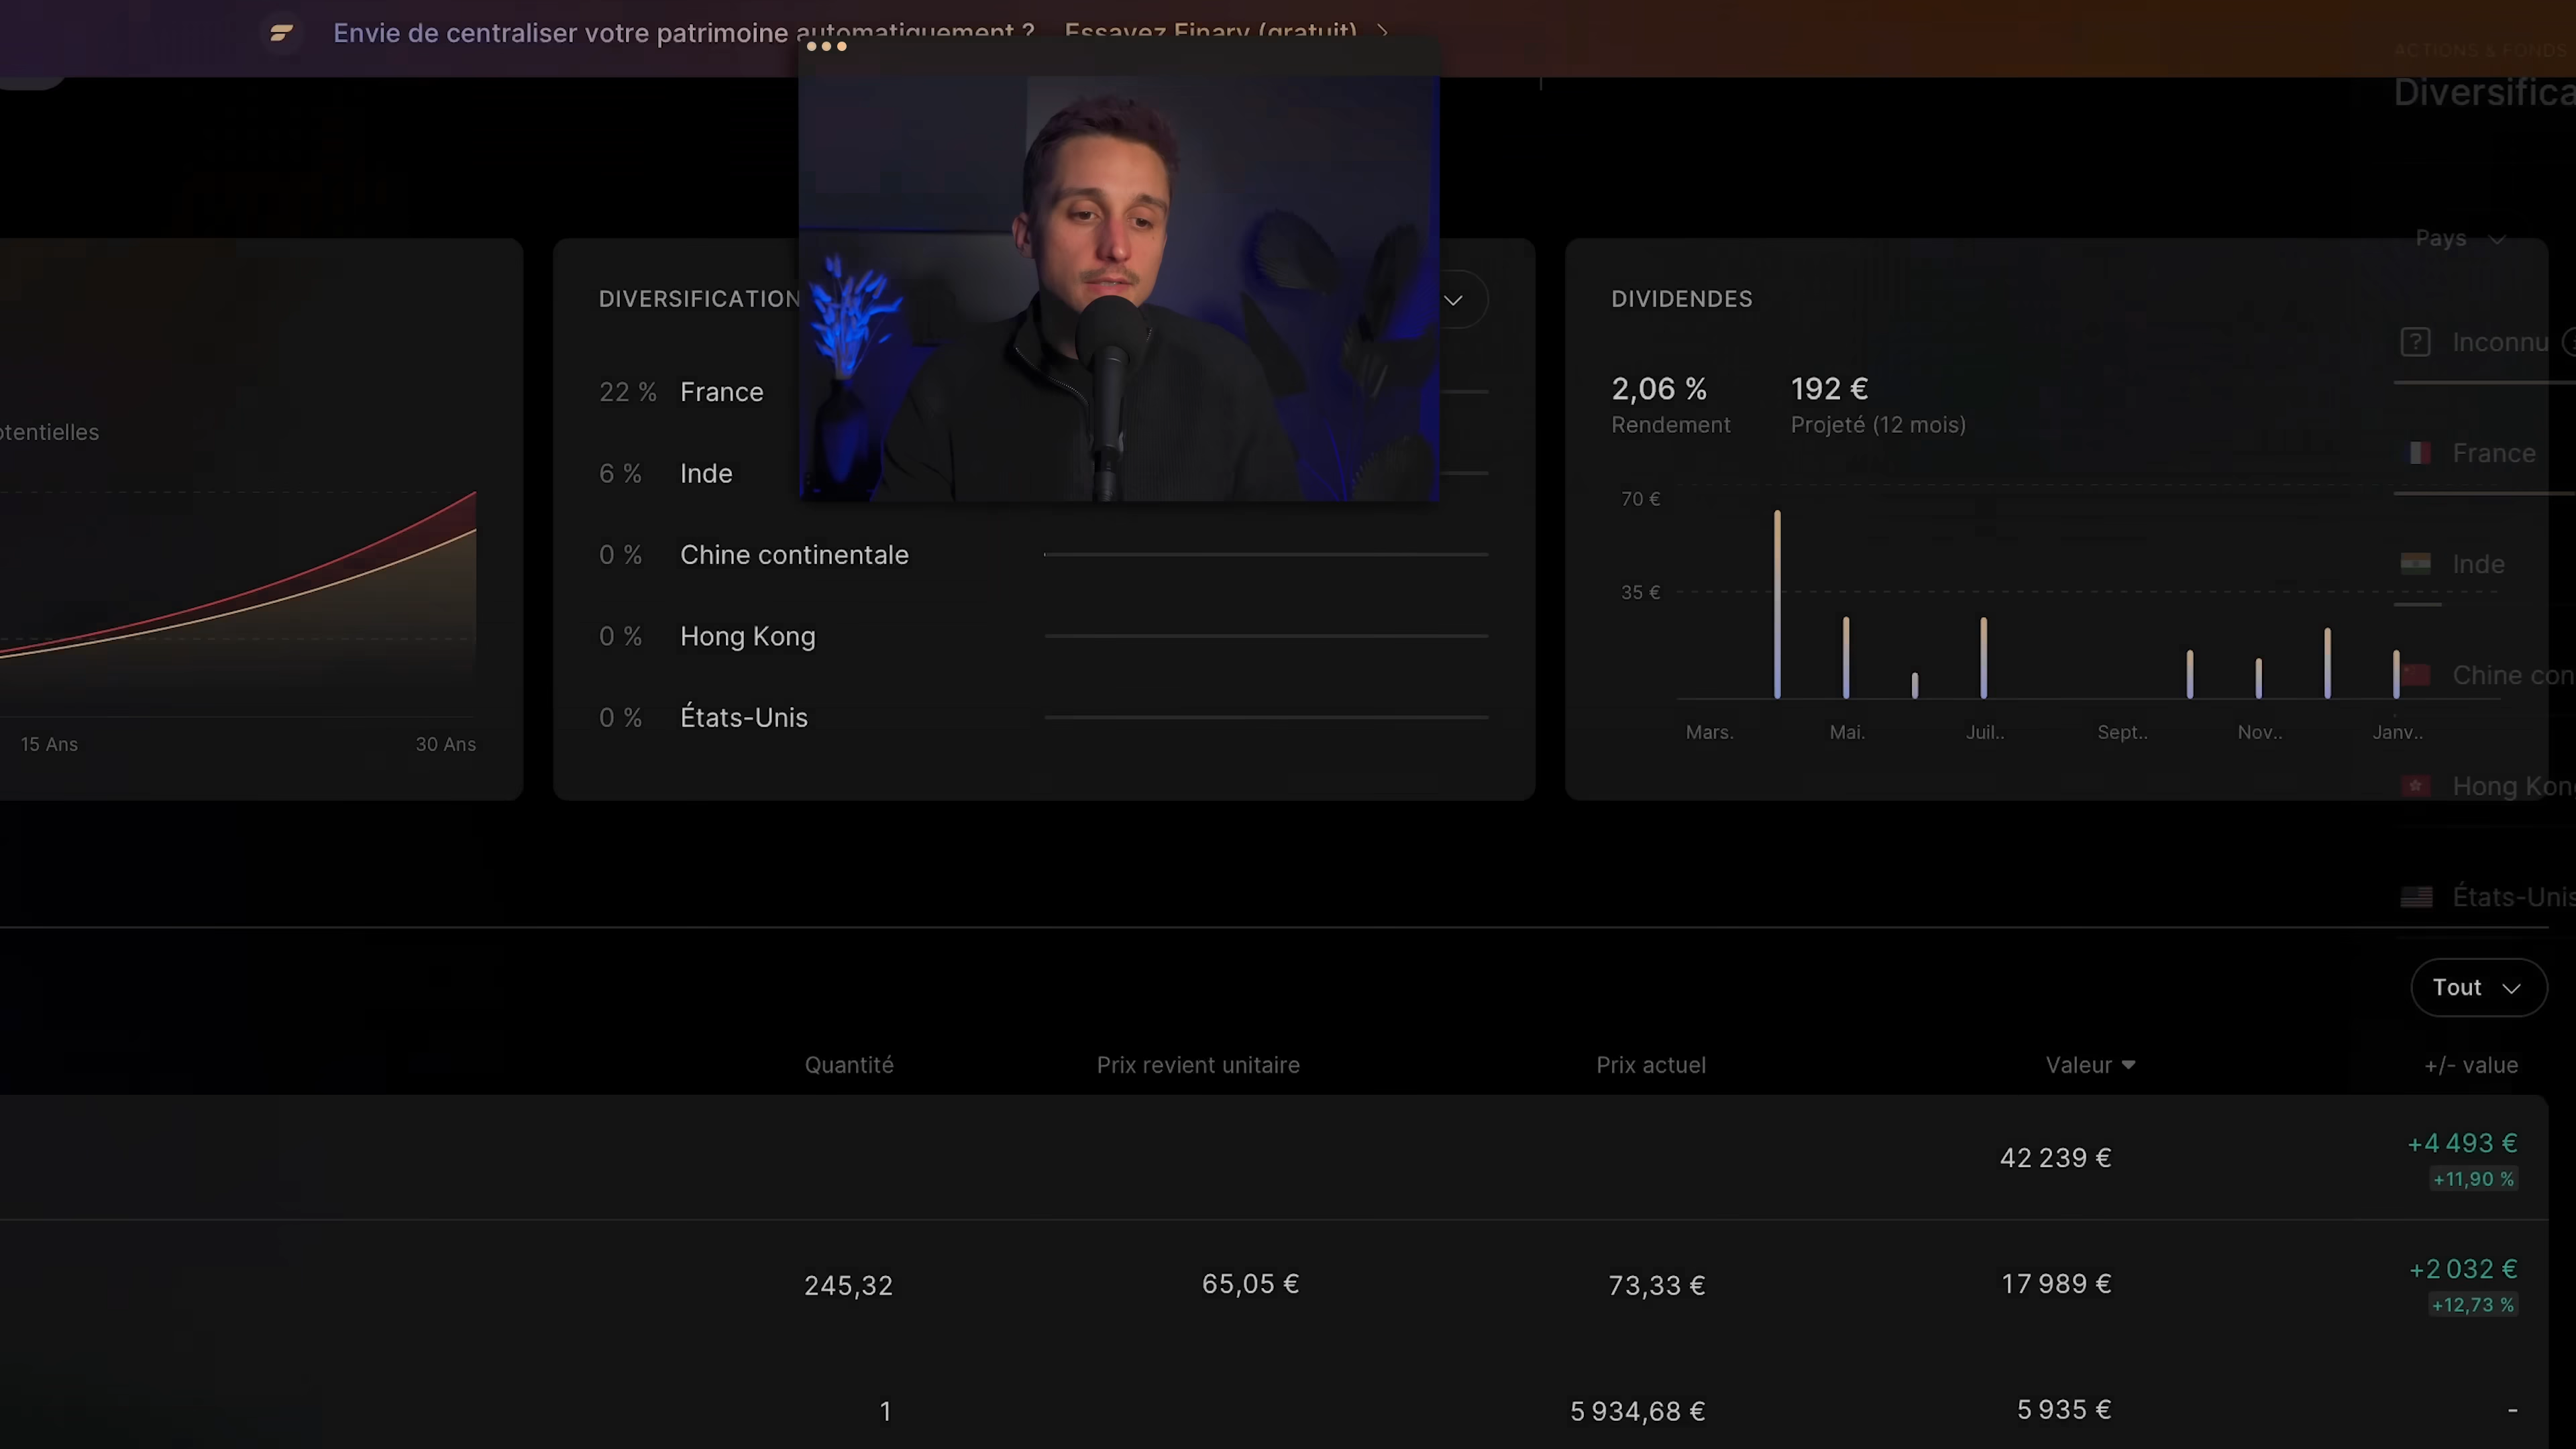 Envie de centraliser votre patrimoine automatiquement ? Essayez Finary (gratuit)
ACTIONS & FONDS
otentielles
15 Ans 30 Ans
DIVERSIFICATION
22 % France
6 % Inde
0 % Chine continentale
0 % Hong Kong
0 % États-Unis
DIVIDENDES
2,06 % 192 €
Rendement Projeté (12 mois)
70 €
35 €
Mars. Mai. Juil.. Sept.. Nov.. Janv..
Diversifica
Pays
? Inconnu
France
Inde
Chine con
Hong Kon
États-Unis
Tout
Quantité Prix revient unitaire Prix actuel Valeur +/- value
42 239 € +4 493 €
+11,90 %
245,32 65,05 € 73,33 € 17 989 € +2 032 €
+12,73 %
1 5 934,68 € 5 935 € -